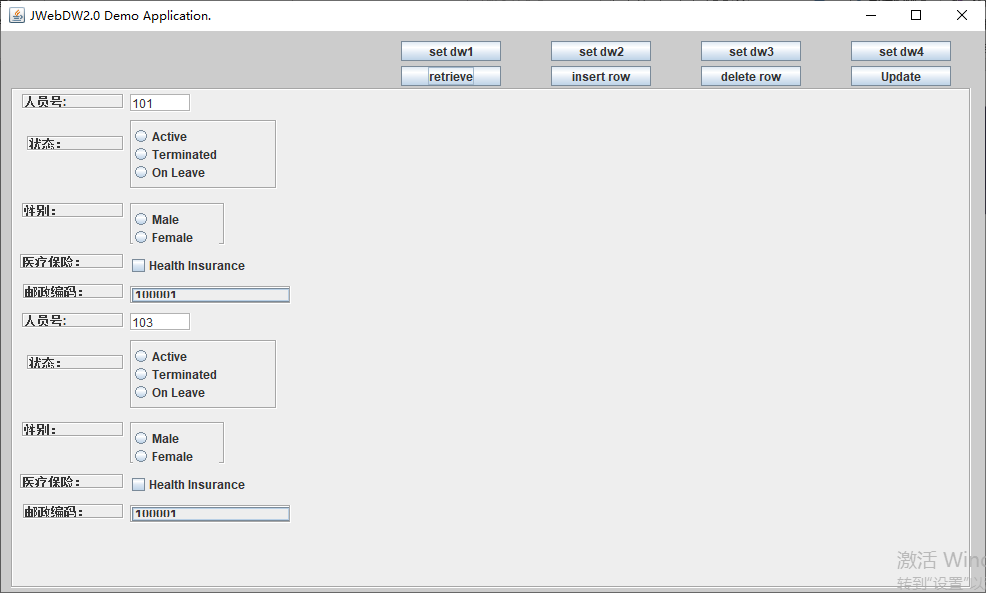 JWebDW2.0 Demo Application.
set dw1 set dw2 set dw3 set dw4
retrieve insert row delete row Update
人员号: 101
状态: Active
Terminated
On Leave
性别: Male
Female
医疗保险: Health Insurance
邮政编码: 100001
人员号: 103
状态: Active
Terminated
On Leave
性别: Male
Female
医疗保险: Health Insurance
邮政编码: 100001
激活 Wind
转到"设置"以